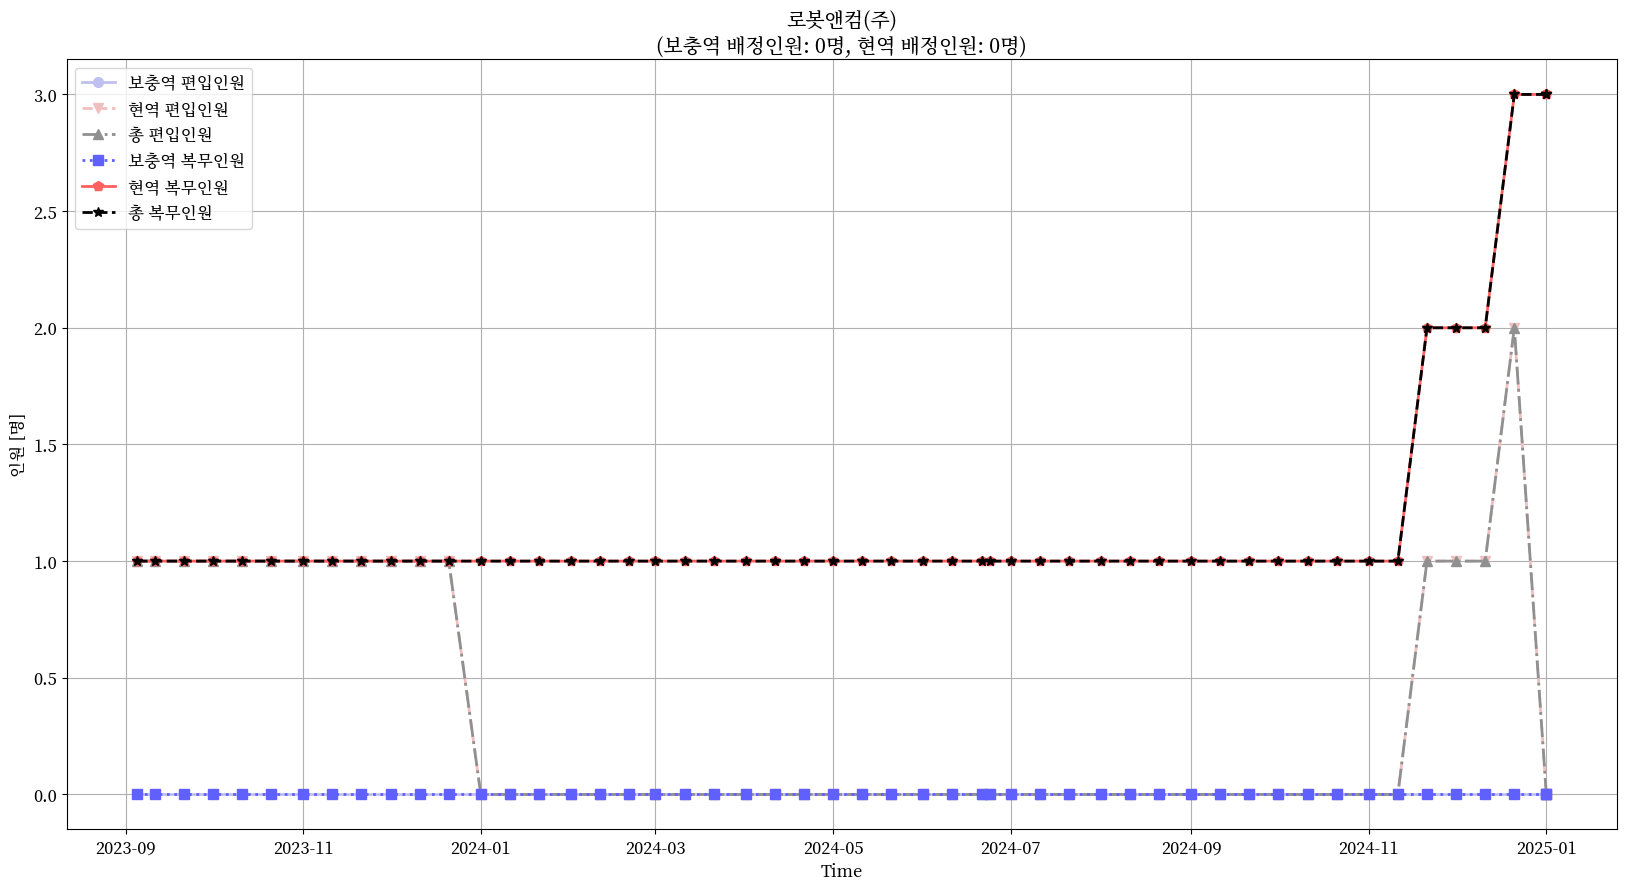 로봇앤컴(주)
(보충역 배정인원: 0명, 현역 배정인원: 0명)
보충역 편입인원
현역 편입인원
총 편입인원
보충역 복무인원
현역 복무인원
총 복무인원
인원 [명]
3.0
2.5
2.0
1.5
1.0
0.5
0.0
2023-09 2023-11 2024-01 2024-03 2024-05 2024-07 2024-09 2024-11 2025-01
Time